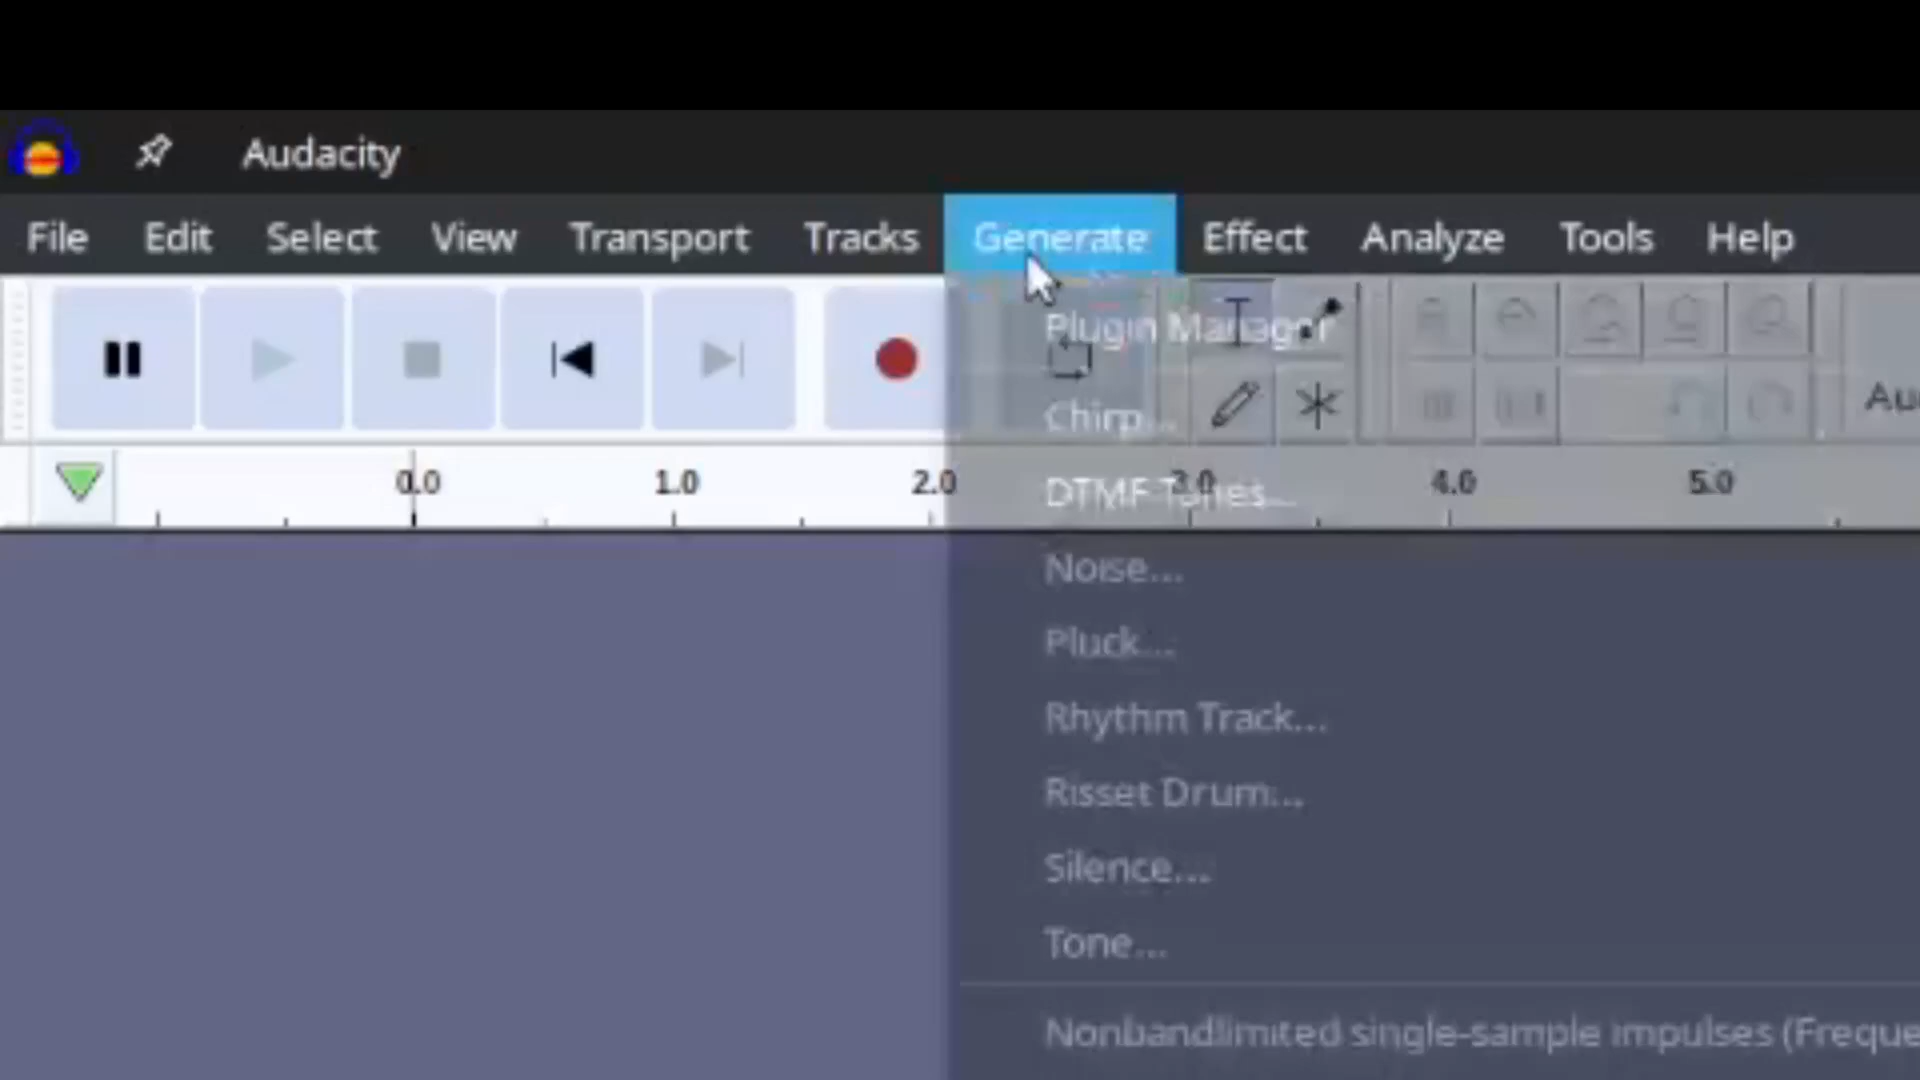 Audacity
File Edit Select View Transport Tracks Generate Effect Analyze Tools Help
Plugin Manager
Chirp...
Au
0.0 1.0 2.0 3.0 4.0 5.0
DTMF Tones...
Noise...
Pluck...
Rhythm Track...
Risset Drum...
Silence...
Tone...
Nonbandlimited single-sample impulses (Freque